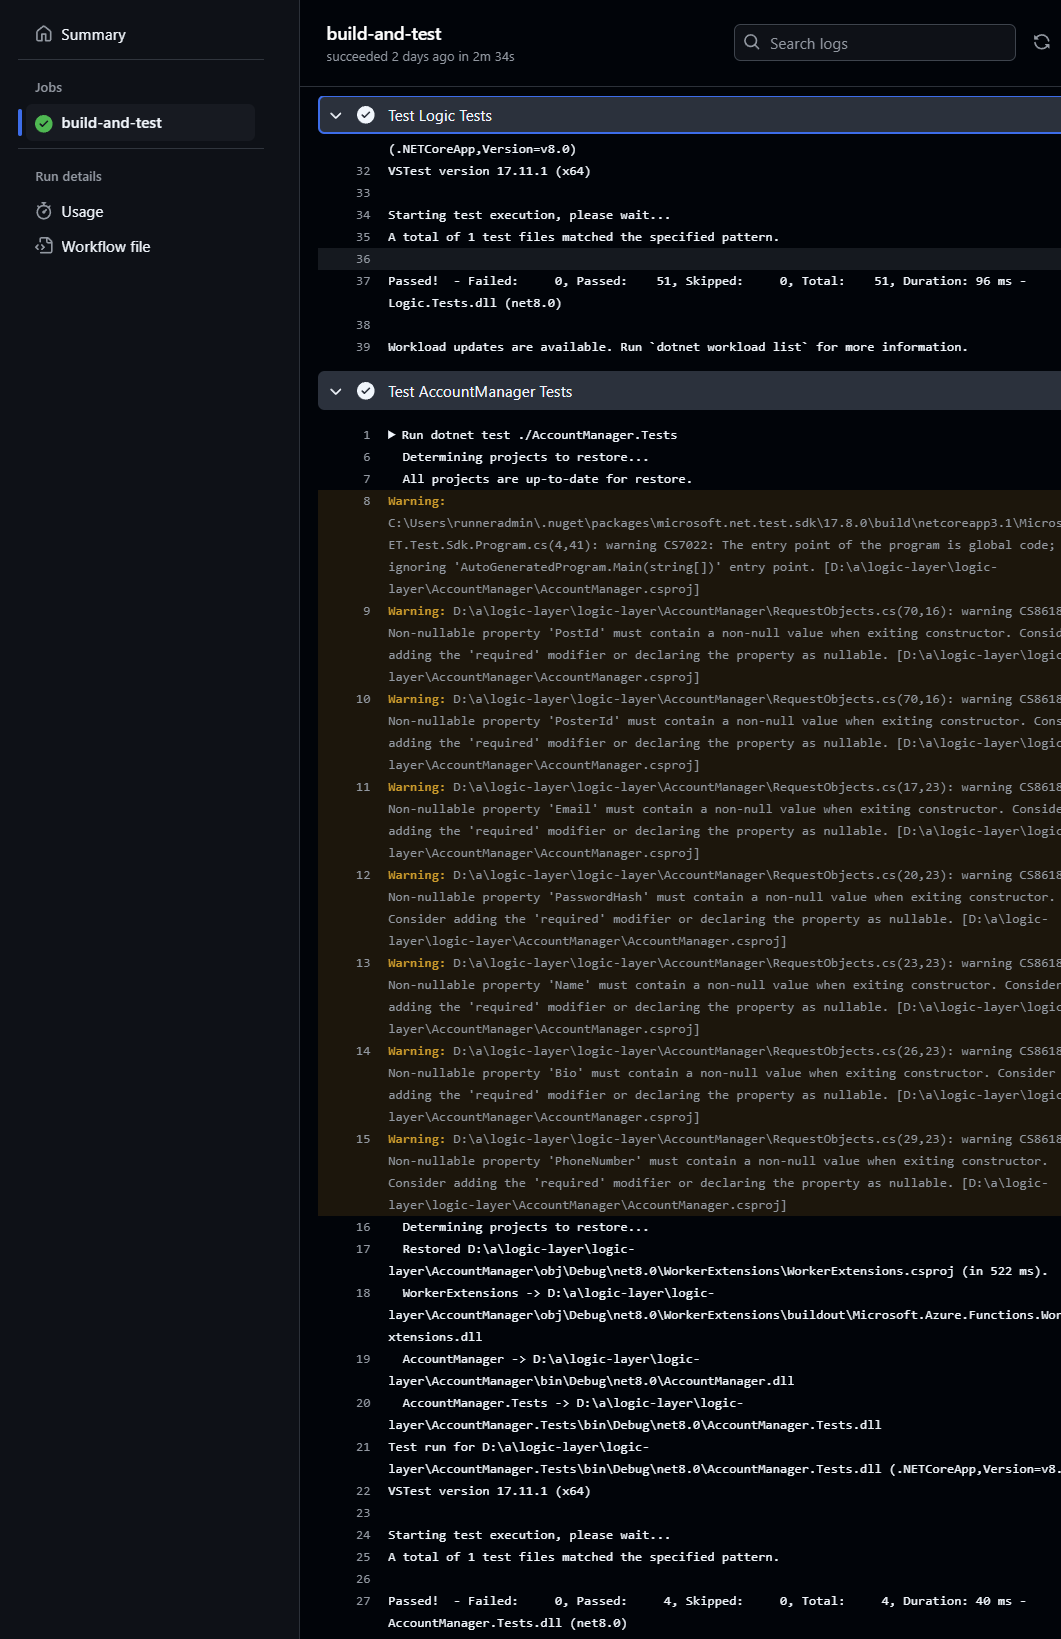 Summary
Jobs
build-and-test
Run details
Usage
Workflow file
build-and-test
succeeded 2 days ago in 2m 34s
Search logs
Test Logic Tests
(.NETCoreApp,Version=v8.0)
32 VSTest version 17.11.1 (x64)
33
34 Starting test execution, please wait...
35 A total of 1 test files matched the specified pattern.
36
37 Passed!  - Failed:     0, Passed:    51, Skipped:     0, Total:    51, Duration: 96 ms -
Logic.Tests.dll (net8.0)
38
39 Workload updates are available. Run `dotnet workload list` for more information.
Test AccountManager Tests
1 Run dotnet test ./AccountManager.Tests
6 Determining projects to restore...
7 All projects are up-to-date for restore.
8 Warning:
C:\Users\runneradmin\.nuget\packages\microsoft.net.test.sdk\17.8.0\build\netcoreapp3.1\Micros
ET.Test.Sdk.Program.cs(4,41): warning CS7022: The entry point of the program is global code;
ignoring 'AutoGeneratedProgram.Main(string[])' entry point. [D:\a\logic-layer\logic-
layer\AccountManager\AccountManager.csproj]
9 Warning: D:\a\logic-layer\logic-layer\AccountManager\RequestObjects.cs(70,16): warning CS8618
Non-nullable property 'PostId' must contain a non-null value when exiting constructor. Consid
adding the 'required' modifier or declaring the property as nullable. [D:\a\logic-layer\logic
layer\AccountManager\AccountManager.csproj]
10 Warning: D:\a\logic-layer\logic-layer\AccountManager\RequestObjects.cs(70,16): warning CS8618
Non-nullable property 'PosterId' must contain a non-null value when exiting constructor. Cons
adding the 'required' modifier or declaring the property as nullable. [D:\a\logic-layer\logic
layer\AccountManager\AccountManager.csproj]
11 Warning: D:\a\logic-layer\logic-layer\AccountManager\RequestObjects.cs(17,23): warning CS8618
Non-nullable property 'Email' must contain a non-null value when exiting constructor. Conside
adding the 'required' modifier or declaring the property as nullable. [D:\a\logic-layer\logic
layer\AccountManager\AccountManager.csproj]
12 Warning: D:\a\logic-layer\logic-layer\AccountManager\RequestObjects.cs(20,23): warning CS8618
Non-nullable property 'PasswordHash' must contain a non-null value when exiting constructor.
Consider adding the 'required' modifier or declaring the property as nullable. [D:\a\logic-
layer\logic-layer\AccountManager\AccountManager.csproj]
13 Warning: D:\a\logic-layer\logic-layer\AccountManager\RequestObjects.cs(23,23): warning CS8618
Non-nullable property 'Name' must contain a non-null value when exiting constructor. Consider
adding the 'required' modifier or declaring the property as nullable. [D:\a\logic-layer\logic
layer\AccountManager\AccountManager.csproj]
14 Warning: D:\a\logic-layer\logic-layer\AccountManager\RequestObjects.cs(26,23): warning CS8618
Non-nullable property 'Bio' must contain a non-null value when exiting constructor. Consider
adding the 'required' modifier or declaring the property as nullable. [D:\a\logic-layer\logic
layer\AccountManager\AccountManager.csproj]
15 Warning: D:\a\logic-layer\logic-layer\AccountManager\RequestObjects.cs(29,23): warning CS8618
Non-nullable property 'PhoneNumber' must contain a non-null value when exiting constructor.
Consider adding the 'required' modifier or declaring the property as nullable. [D:\a\logic-
layer\logic-layer\AccountManager\AccountManager.csproj]
16 Determining projects to restore...
17 Restored D:\a\logic-layer\logic-
layer\AccountManager\obj\Debug\net8.0\WorkerExtensions\WorkerExtensions.csproj (in 522 ms).
18 WorkerExtensions -> D:\a\logic-layer\logic-
layer\AccountManager\obj\Debug\net8.0\WorkerExtensions\buildout\Microsoft.Azure.Functions.Wor
xtensions.dll
19 AccountManager -> D:\a\logic-layer\logic-
layer\AccountManager\bin\Debug\net8.0\AccountManager.dll
20 AccountManager.Tests -> D:\a\logic-layer\logic-
layer\AccountManager.Tests\bin\Debug\net8.0\AccountManager.Tests.dll
21 Test run for D:\a\logic-layer\logic-
layer\AccountManager.Tests\bin\Debug\net8.0\AccountManager.Tests.dll (.NETCoreApp,Version=v8.
22 VSTest version 17.11.1 (x64)
23
24 Starting test execution, please wait...
25 A total of 1 test files matched the specified pattern.
26
27 Passed!  - Failed:     0, Passed:     4, Skipped:     0, Total:     4, Duration: 40 ms -
AccountManager.Tests.dll (net8.0)